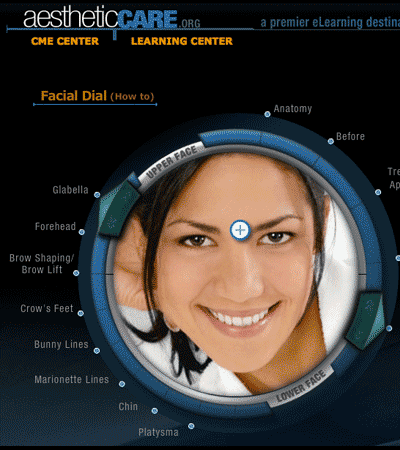 aestheticCARE.ORG
a premier eLearning destina
CME CENTER
LEARNING CENTER
Facial Dial (How to)
Anatomy
Before
Tre
Ap
UPPER FACE
Glabella
Forehead
Brow Shaping/
Brow Lift
Crow's Feet
Bunny Lines
Marionette Lines
Chin
Platysma
LOWER FACE